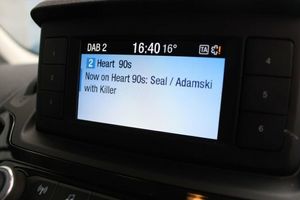 DAB 2 16:40 16° TA
2 Heart 90s
Now on Heart 90s: Seal / Adamski
with Killer
4
5
6